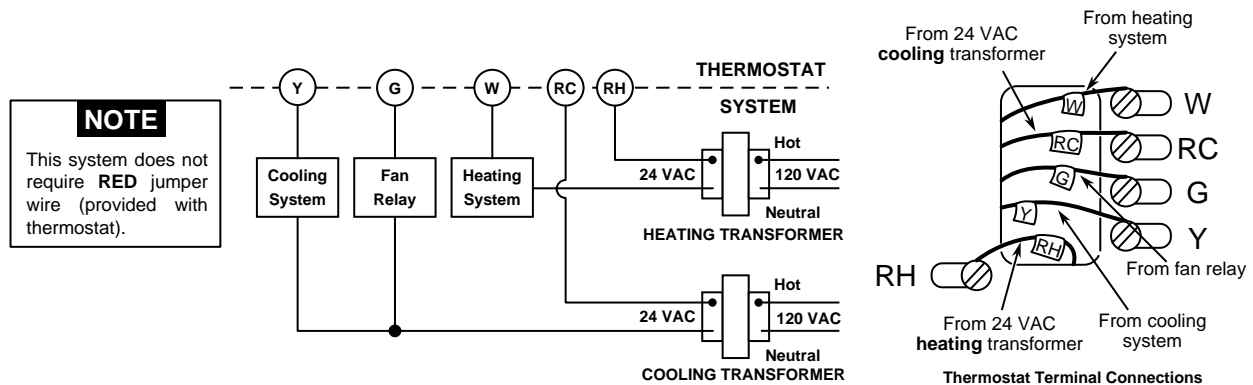 NOTE
This system does not
require RED jumper
wire (provided with
thermostat).
Y
G
W
RC
RH
THERMOSTAT
SYSTEM
Cooling
System
Fan
Relay
Heating
System
Hot
24 VAC
120 VAC
Neutral
HEATING TRANSFORMER
Hot
24 VAC
120 VAC
Neutral
COOLING TRANSFORMER
From heating
system
From 24 VAC
cooling transformer
W
W
RC
RC
G
G
Y
Y
RH
RH
From fan relay
From 24 VAC
heating transformer
From cooling
system
Thermostat Terminal Connections